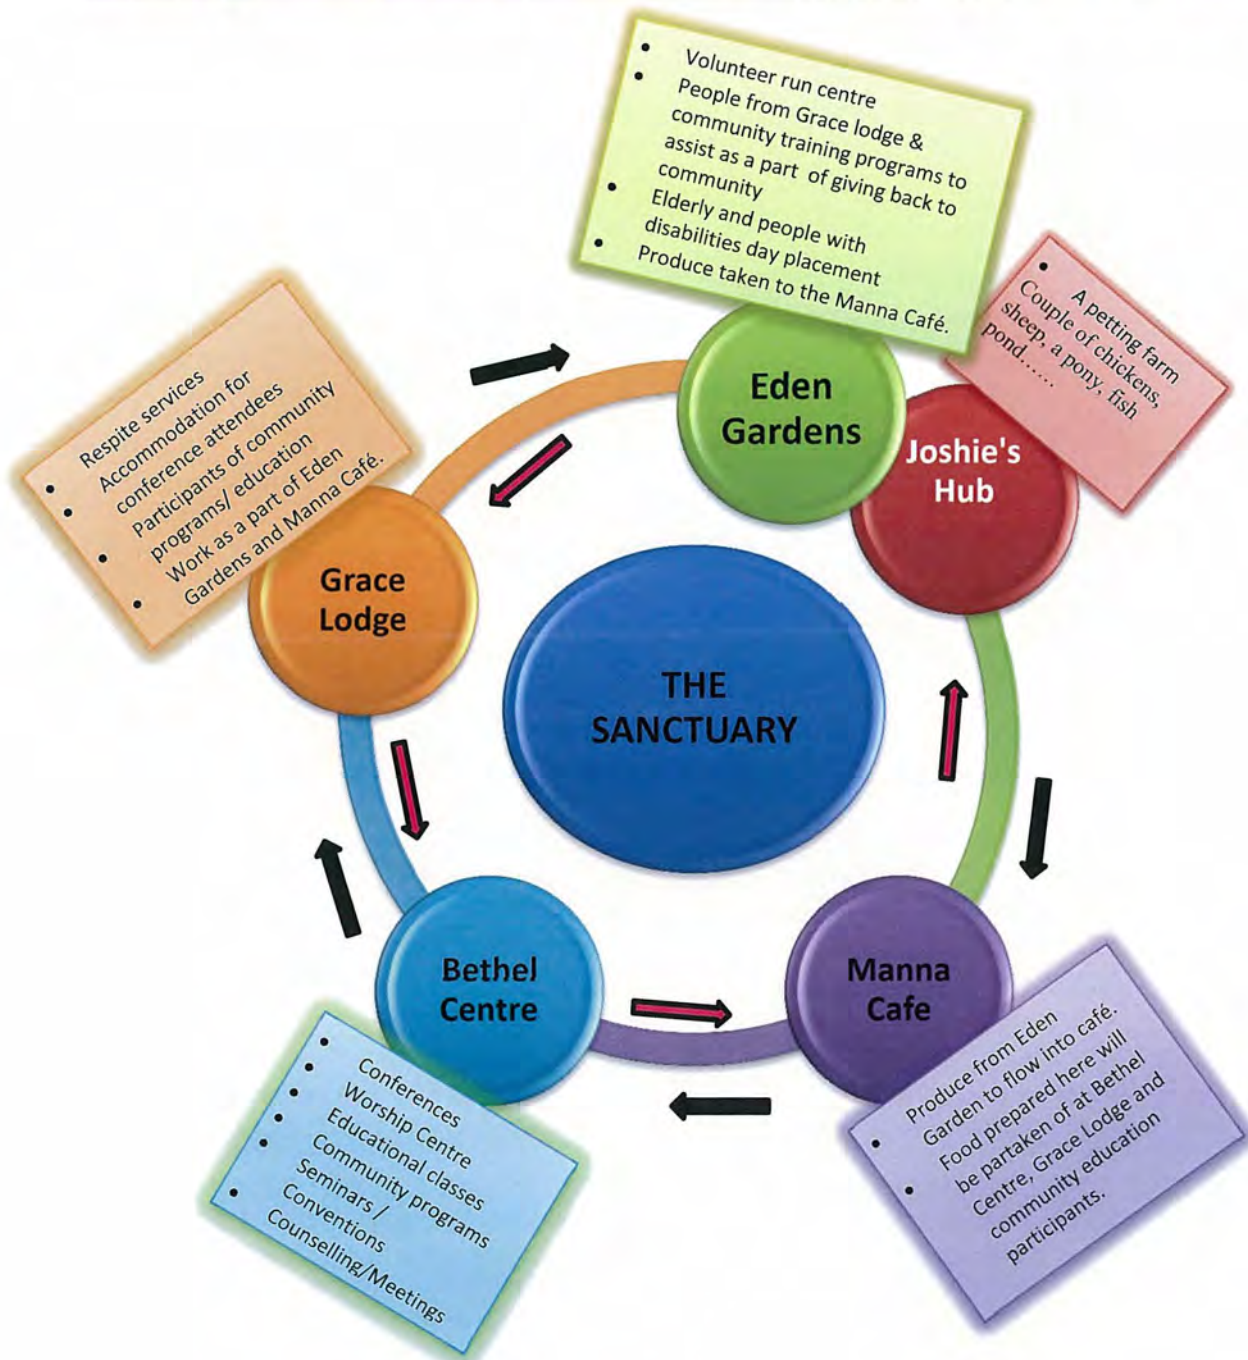 • Volunteer run centre
• People from Grace lodge &
community training programs to
assist as a part of giving back to
community
• Elderly and people with
disabilities day placement
• Produce taken to the Manna Café.
• A petting farm
Couple of chickens,
sheep, a pony, fish
pond......
Eden
Gardens
Joshie's
Hub
• Respite services
• Accommodation for
conference attendees
• Participants of community
programs/ education
• Work as a part of Eden
Gardens and Manna Café.
Grace
Lodge
THE
SANCTUARY
Bethel
Centre
Manna
Cafe
• Conferences
• Worship Centre
• Educational classes
• Community programs
• Seminars /
Conventions
• Counselling/Meetings
• Produce from Eden
Garden to flow into café.
• Food prepared here will
be partaken of at Bethel
Centre, Grace Lodge and
community education
participants.